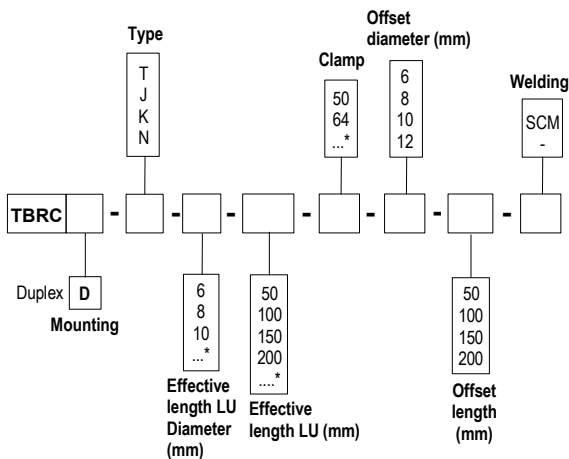 Type
T
J
K
N
Clamp
50
64
...*
Offset
diameter (mm)
6
8
10
12
Welding
SCM
-
TBRC - - - - - - -
Duplex D
Mounting
6
8
10
...*
Effective
length LU
Diameter
(mm)
50
100
150
200
....*
Effective
length LU (mm)
50
100
150
200
Offset
length
(mm)